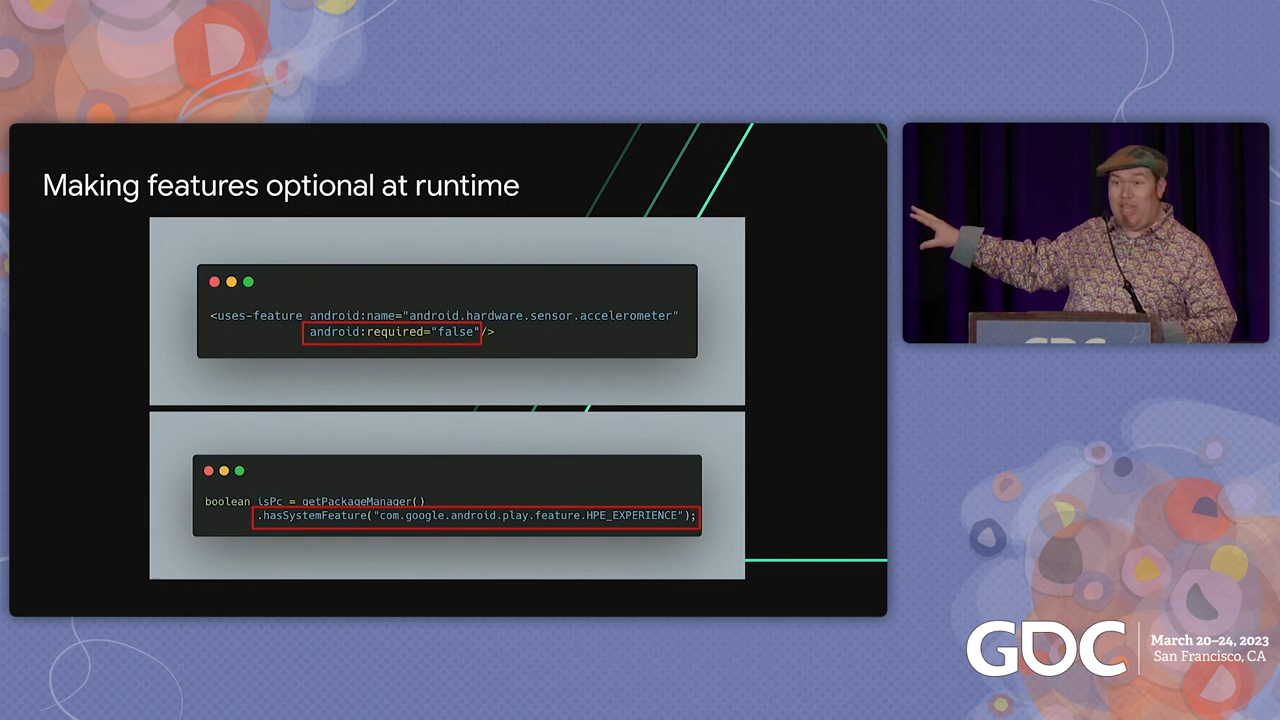 Making features optional at runtime
<uses-feature android:name="android.hardware.sensor.accelerometer"
android:required="false"/>
boolean isPc = getPackageManager()
.hasSystemFeature("com.google.android.play.feature.HPE_EXPERIENCE");
GDC
GDC
March 20–24, 2023
San Francisco, CA